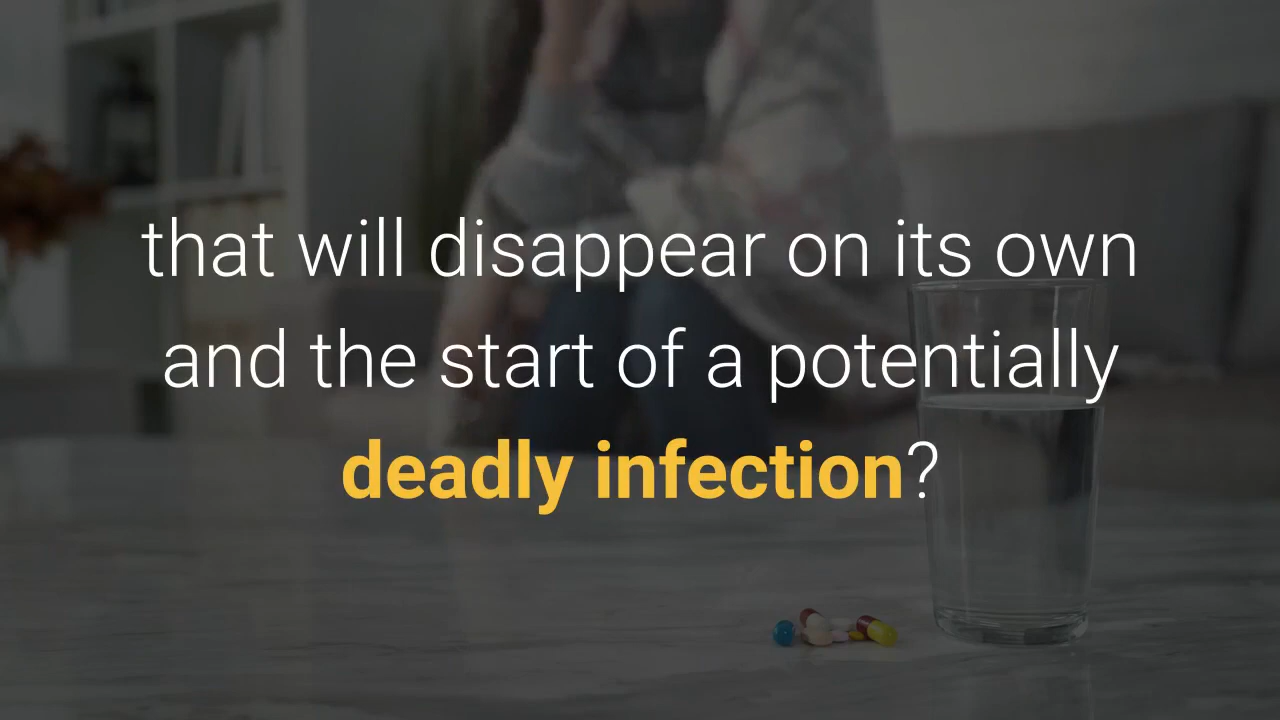 that will disappear on its own
and the start of a potentially
deadly infection?